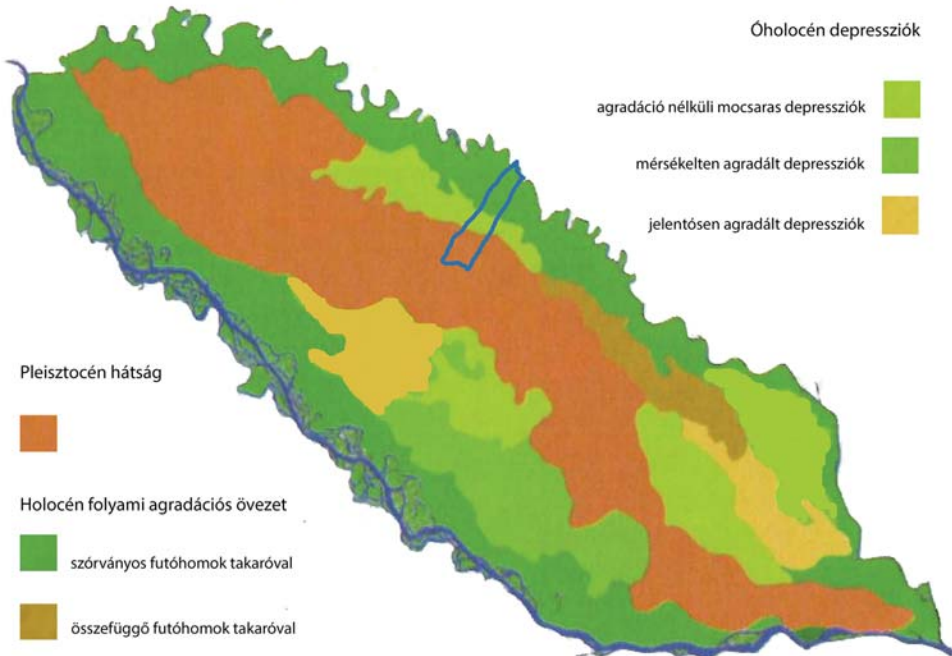 Óholocén depressziók
agradáció nélküli mocsaras depressziók
mérsékelten agradált depressziók
jelentősen agradált depressziók
Pleisztocén hátság
Holocén folyami agradációs övezet
szórványos futóhomok takaróval
összefüggő futóhomok takaróval